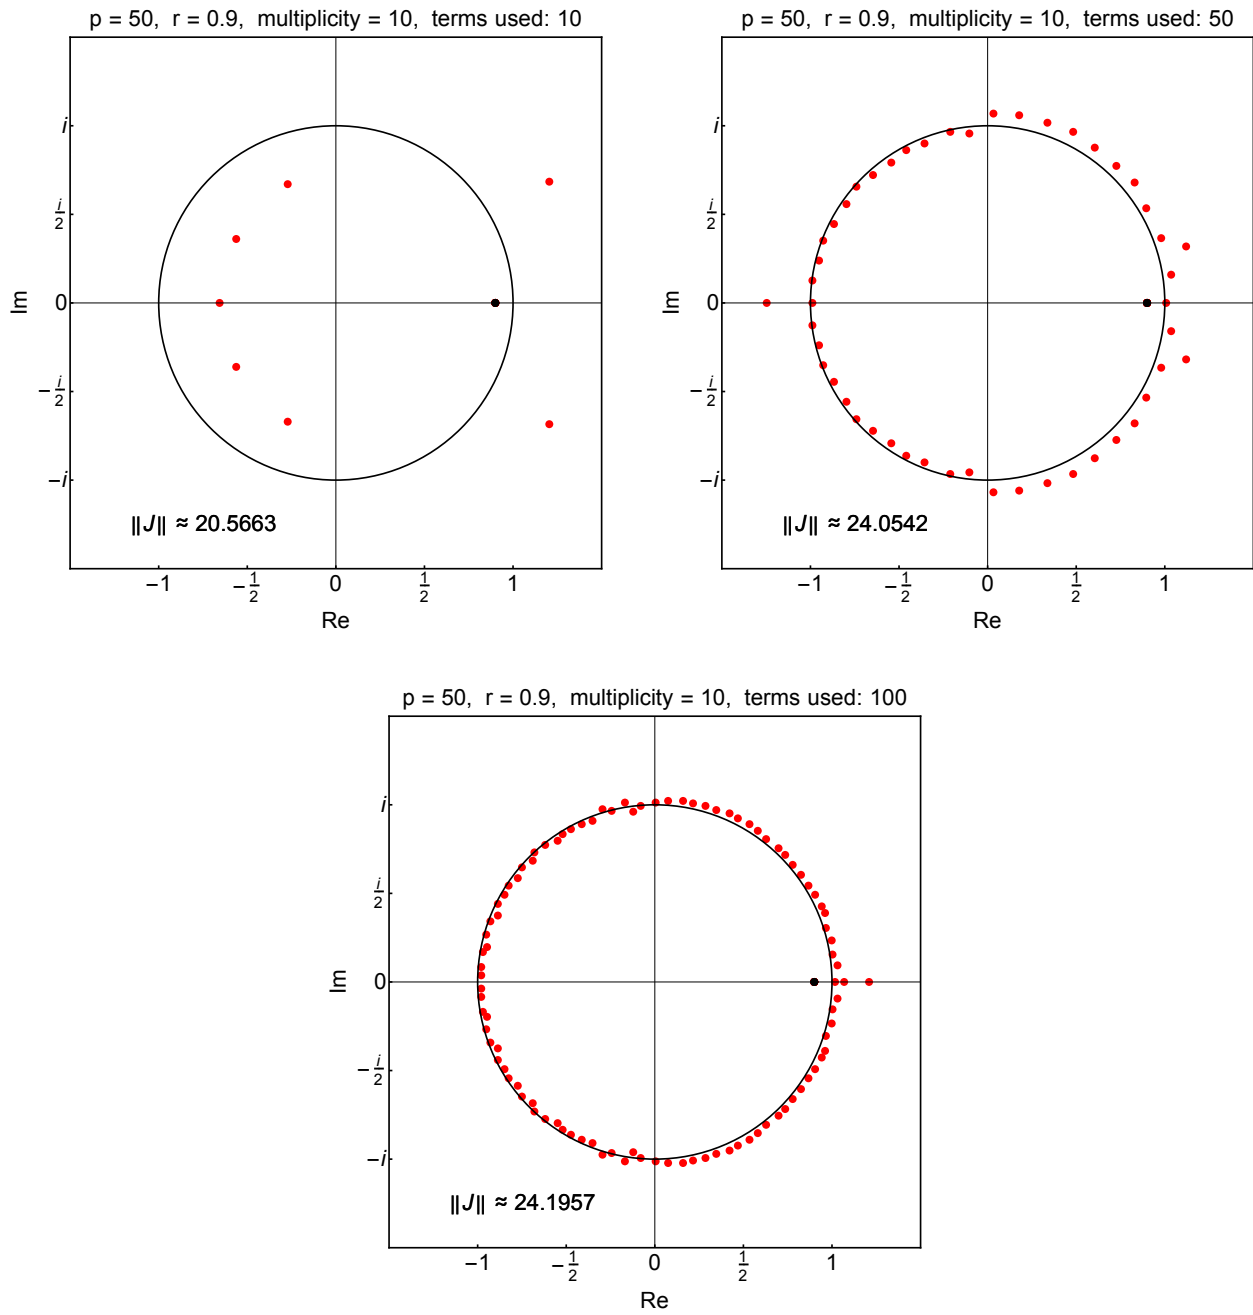 p = 50, r = 0.9, multiplicity = 10, terms used: 10
i
i/2
0
−i/2
−i
Im
‖J‖ ≈ 20.5663
−1
−1/2
0
1/2
1
Re
p = 50, r = 0.9, multiplicity = 10, terms used: 50
i
i/2
0
−i/2
−i
Im
‖J‖ ≈ 24.0542
−1
−1/2
0
1/2
1
Re
p = 50, r = 0.9, multiplicity = 10, terms used: 100
i
i/2
0
−i/2
−i
Im
‖J‖ ≈ 24.1957
−1
−1/2
0
1/2
1
Re